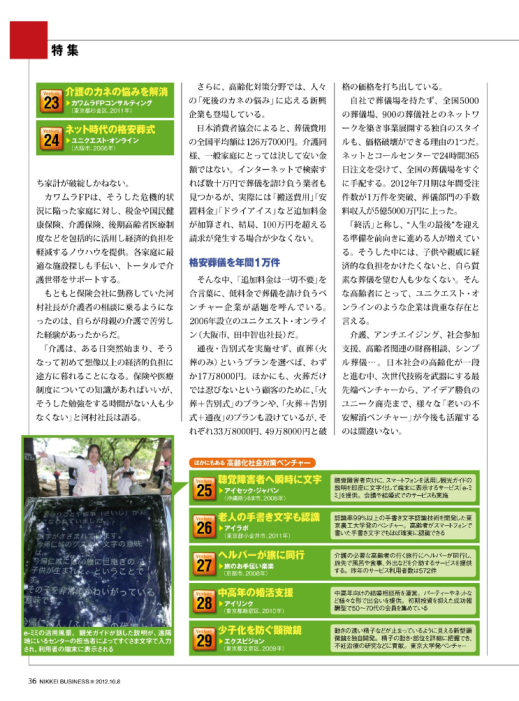 特集
Venture 23
介護のカネの悩みを解消
▶カワムラFPコンサルティング
(東京都杉並区、2011年)
Venture 24
ネット時代の格安葬式
▶ユニクエスト・オンライン
(大阪市、2006年)
ち家計が破綻しかねない。
カワムラFPは、そうした危機的状
況に陥った家庭に対し、税金や国民健
康保険、介護保険、後期高齢者医療制
度などを包括的に活用し経済的負担を
軽減するノウハウを提供。各家庭に最
適な施設探しも手伝い、トータルで介
護世帯をサポートする。
もともと保険会社に勤務していた河
村社長が介護者の相談に乗るようにな
ったのは、自らが母親の介護で苦労し
た経験があったからだ。
「介護は、ある日突然始まり、そう
なって初めて想像以上の経済的負担に
途方に暮れることになる。保険や医療
制度についての知識があればいいが、
そうした勉強をする時間がない人も少
なくない」と河村社長は語る。
さらに、高齢化対策分野では、人々
の「死後のカネの悩み」に応える新興
企業も登場している。
日本消費者協会によると、葬儀費用
の全国平均額は126万7000円。介護同
様、一般家庭にとっては決して安い金
額ではない。インターネットで検索す
れば数十万円で葬儀を請け負う業者も
見つかるが、実際には「搬送費用」「安
置料金」「ドライアイス」など追加料金
が加算され、結局、100万円を超える
請求が発生する場合が少なくない。
格安葬儀を年間1万件
そんな中、「追加料金は一切不要」を
合言葉に、低料金で葬儀を請け負うベ
ンチャー企業が話題を呼んでいる。
2006年設立のユニクエスト・オンライ
ン(大阪市、田中智也社長)だ。
通夜・告別式を実施せず、直葬(火
葬のみ)というプランを選べば、わず
か17万8000円。ほかにも、火葬だけ
では忍びないという顧客のために、「火
葬+告別式」のプランや、「火葬+告別
式+通夜」のプランも設けているが、そ
れぞれ33万8000円、49万8000円と破
格の価格を打ち出している。
自社で葬儀場を持たず、全国5000
の葬儀場、900の葬儀社とのネットワ
ークを築き事業展開する独自のスタイ
ルも、価格破壊ができる理由の1つだ。
ネットとコールセンターで24時間365
日注文を受けて、全国の葬儀場をすぐ
に手配する。2012年7月期は年間受注
件数が1万件を突破、葬儀部門の手数
料収入が5億5000万円に上った。
「終活」と称し、“人生の最後”を迎え
る準備を前向きに進める人が増えてい
る。そうした中には、子供や親戚に経
済的な負担をかけたくないと、自ら質
素な葬儀を望む人も少なくない。そん
な高齢者にとって、ユニクエスト・オ
ンラインのような企業は貴重な存在と
言える。
介護、アンチエイジング、社会参加
支援、高齢者関連の財務相談、シンプ
ル葬儀…。日本社会の高齢化が一段
と進む中、次世代技術を武器にする最
先端ベンチャーから、アイデア勝負の
ユニーク商売まで、様々な「老いの不
安解消ベンチャー」が今後も活躍する
のは間違いない。
e-ミミの活用風景。観光ガイドが話した説明が、遠隔
地にいるセンターの担当者によってすぐさま文字で入力
され、利用者の端末に表示される
ほかにもある 高齢化社会対策ベンチャー
Venture 25
聴覚障害者へ瞬時に文字
▶アイセック・ジャパン
(沖縄県うるま市、2008年)
聴覚障害者向けに、スマートフォンを活用し観光ガイドの
説明を即座に文字化して端末に表示するサービス「e-ミ
ミ」を提供。会議や結婚式でのサービスも実施
Venture 26
老人の手書き文字も認識
▶アイラボ
(東京都小金井市、2011年)
認識率99%以上の手書き文字認識技術を開発した東
京農工大学発のベンチャー。高齢者がスマートフォンで
書いた手書き文字でもほぼ確実に認識できる
Venture 27
ヘルパーが旅に同行
▶旅のお手伝い楽楽
(京都市、2008年)
介護の必要な高齢者の行く旅行にヘルパーが同行し、
旅先で風呂や食事、外出などを介助するサービスを提供
する。昨年のサービス利用者数は572件
Venture 28
中高年の婚活支援
▶アイリンク
(東京都新宿区、2010年)
中高年向けの結婚相談所を運営。パーティーやネットな
ど様々な形で出会いを提供。初期投資を抑えた成功報
酬型で50〜70代の会員を集めている
Venture 29
少子化を防ぐ顕微鏡
▶エクスビジョン
(東京都文京区、2009年)
動きの速い精子などが止まっているように見える新型顕
微鏡を独自開発。精子の動き・部位を詳細に把握でき、
不妊治療の研究などに貢献。東京大学発ベンチャー
36 NIKKEI BUSINESS 2012.10.8